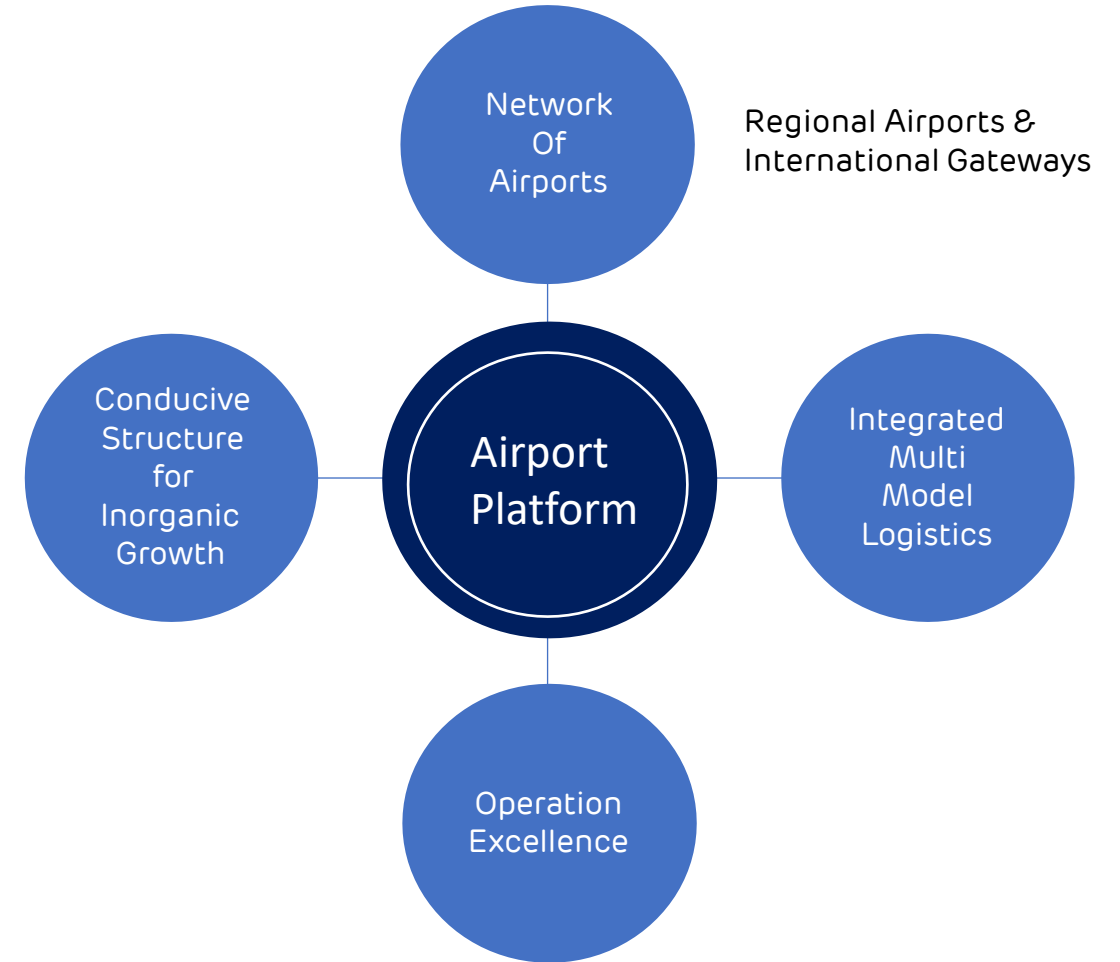 Network
Of
Airports
Regional Airports &
International Gateways
Conducive
Structure
for
Inorganic
Growth
Airport
Platform
Integrated
Multi
Model
Logistics
Operation
Excellence